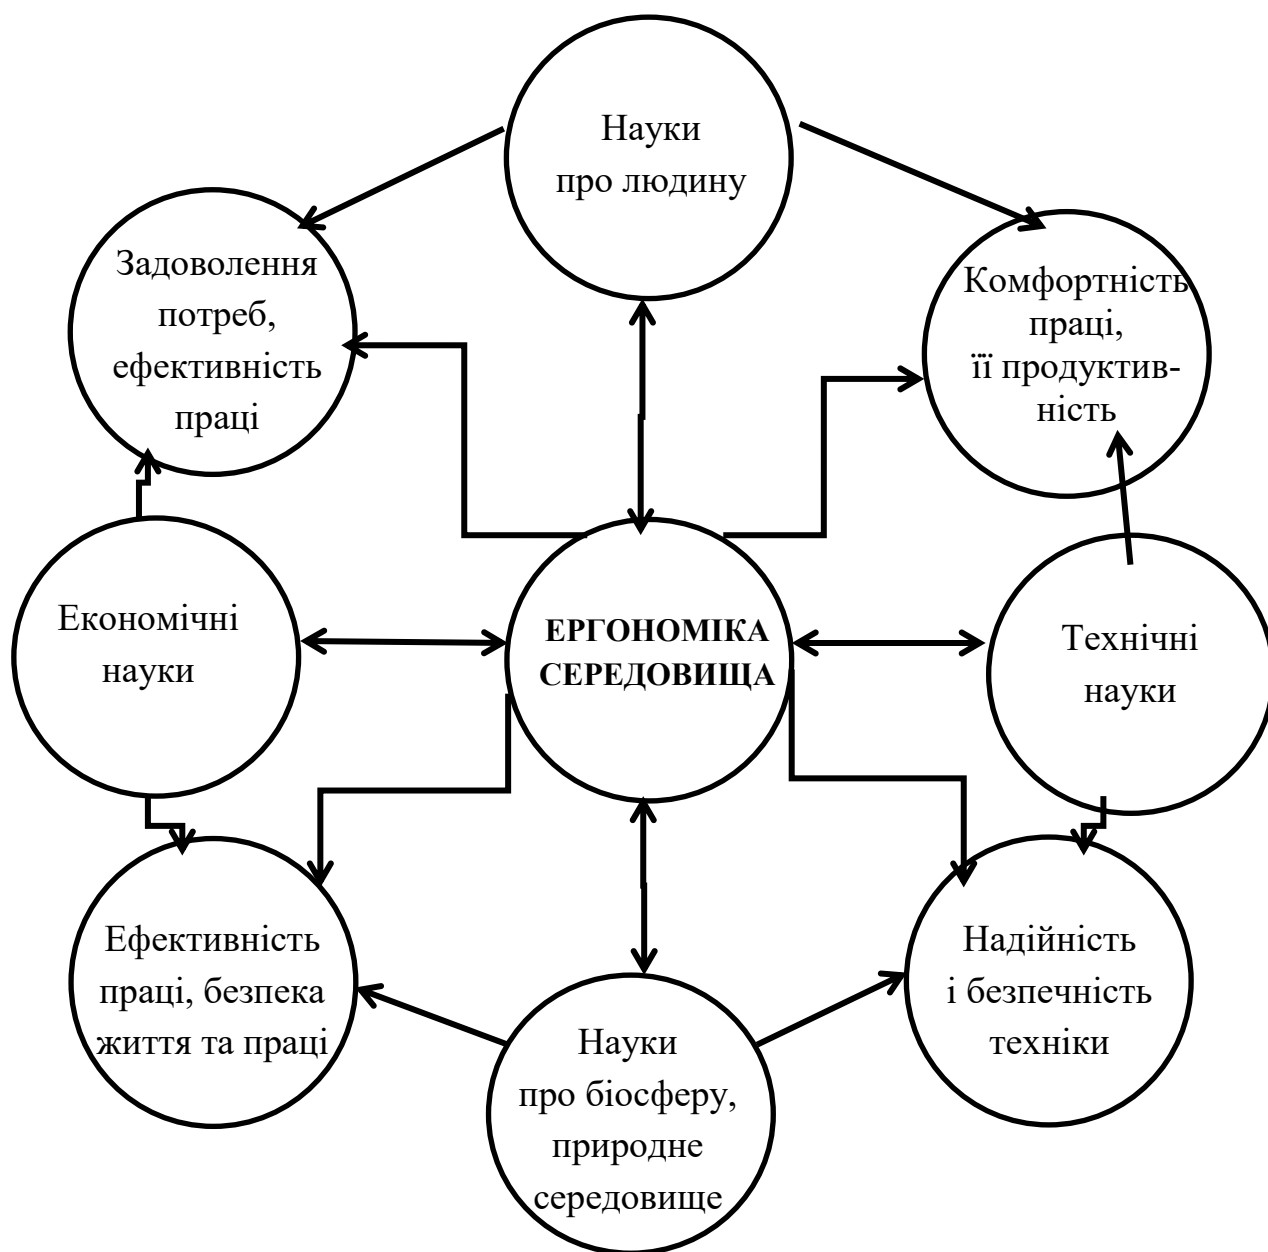 Науки
про людину
Задоволення
потреб,
ефективність
праці
Комфортність
праці,
її продуктив-
ність
Економічні
науки
ЕРГОНОМІКА
СЕРЕДОВИЩА
Технічні
науки
Ефективність
праці, безпека
життя та праці
Науки
про біосферу,
природне
середовище
Надійність
і безпечність
техніки